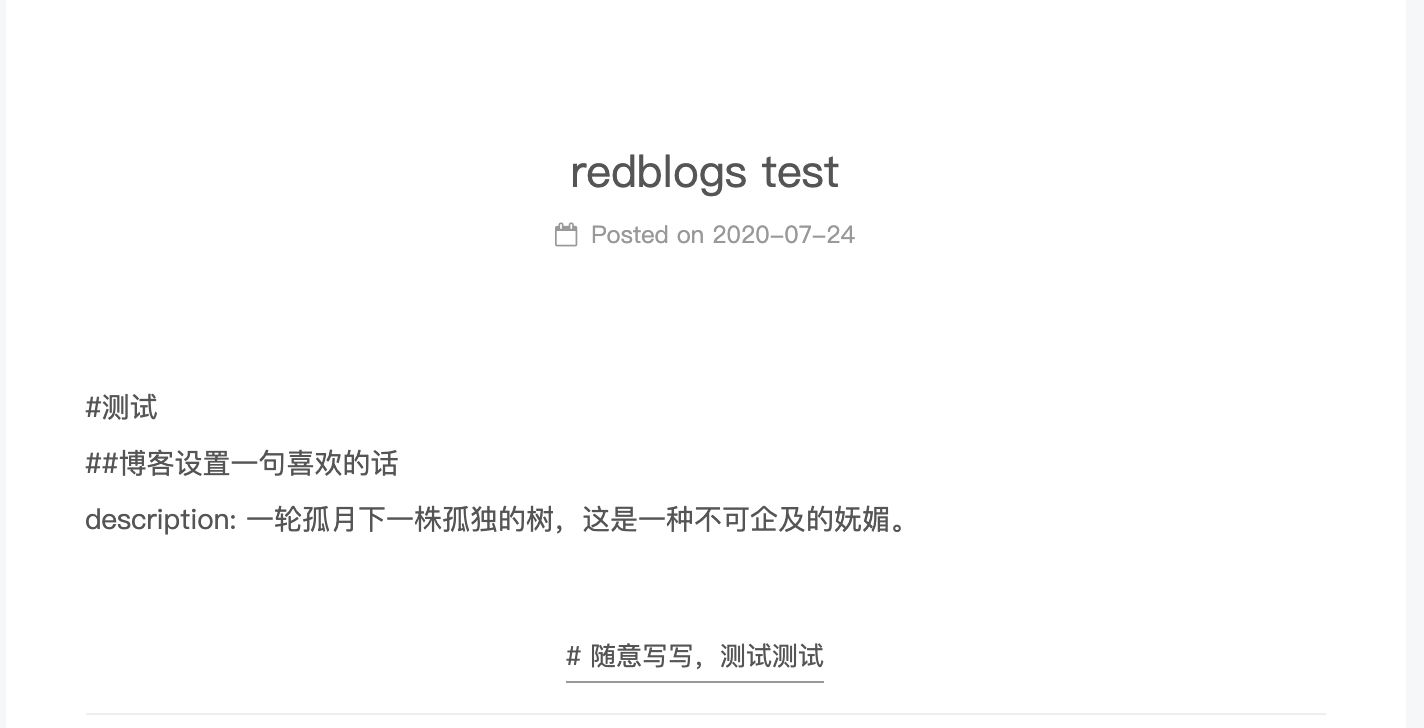 redblogs test
Posted on 2020-07-24
#测试
##博客设置一句喜欢的话
description: 一轮孤月下一株孤独的树，这是一种不可企及的妩媚。
# 随意写写，测试测试